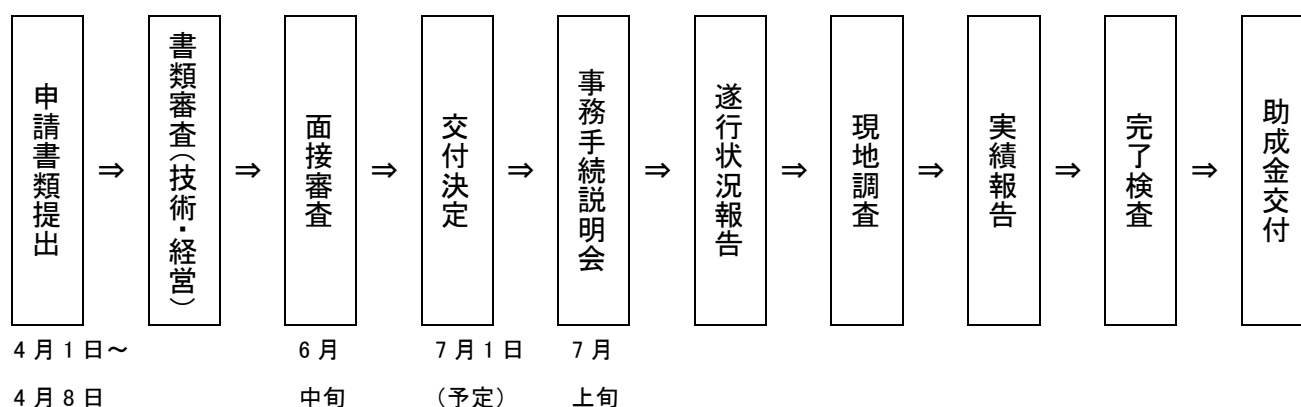 申請書類提出
⇒
書類審査（技術・経営）
⇒
面接審査
⇒
交付決定
⇒
事務手続説明会
⇒
遂行状況報告
⇒
現地調査
⇒
実績報告
⇒
完了検査
⇒
助成金交付
4月1日～
4月8日
6月
中旬
7月1日
（予定）
7月
上旬